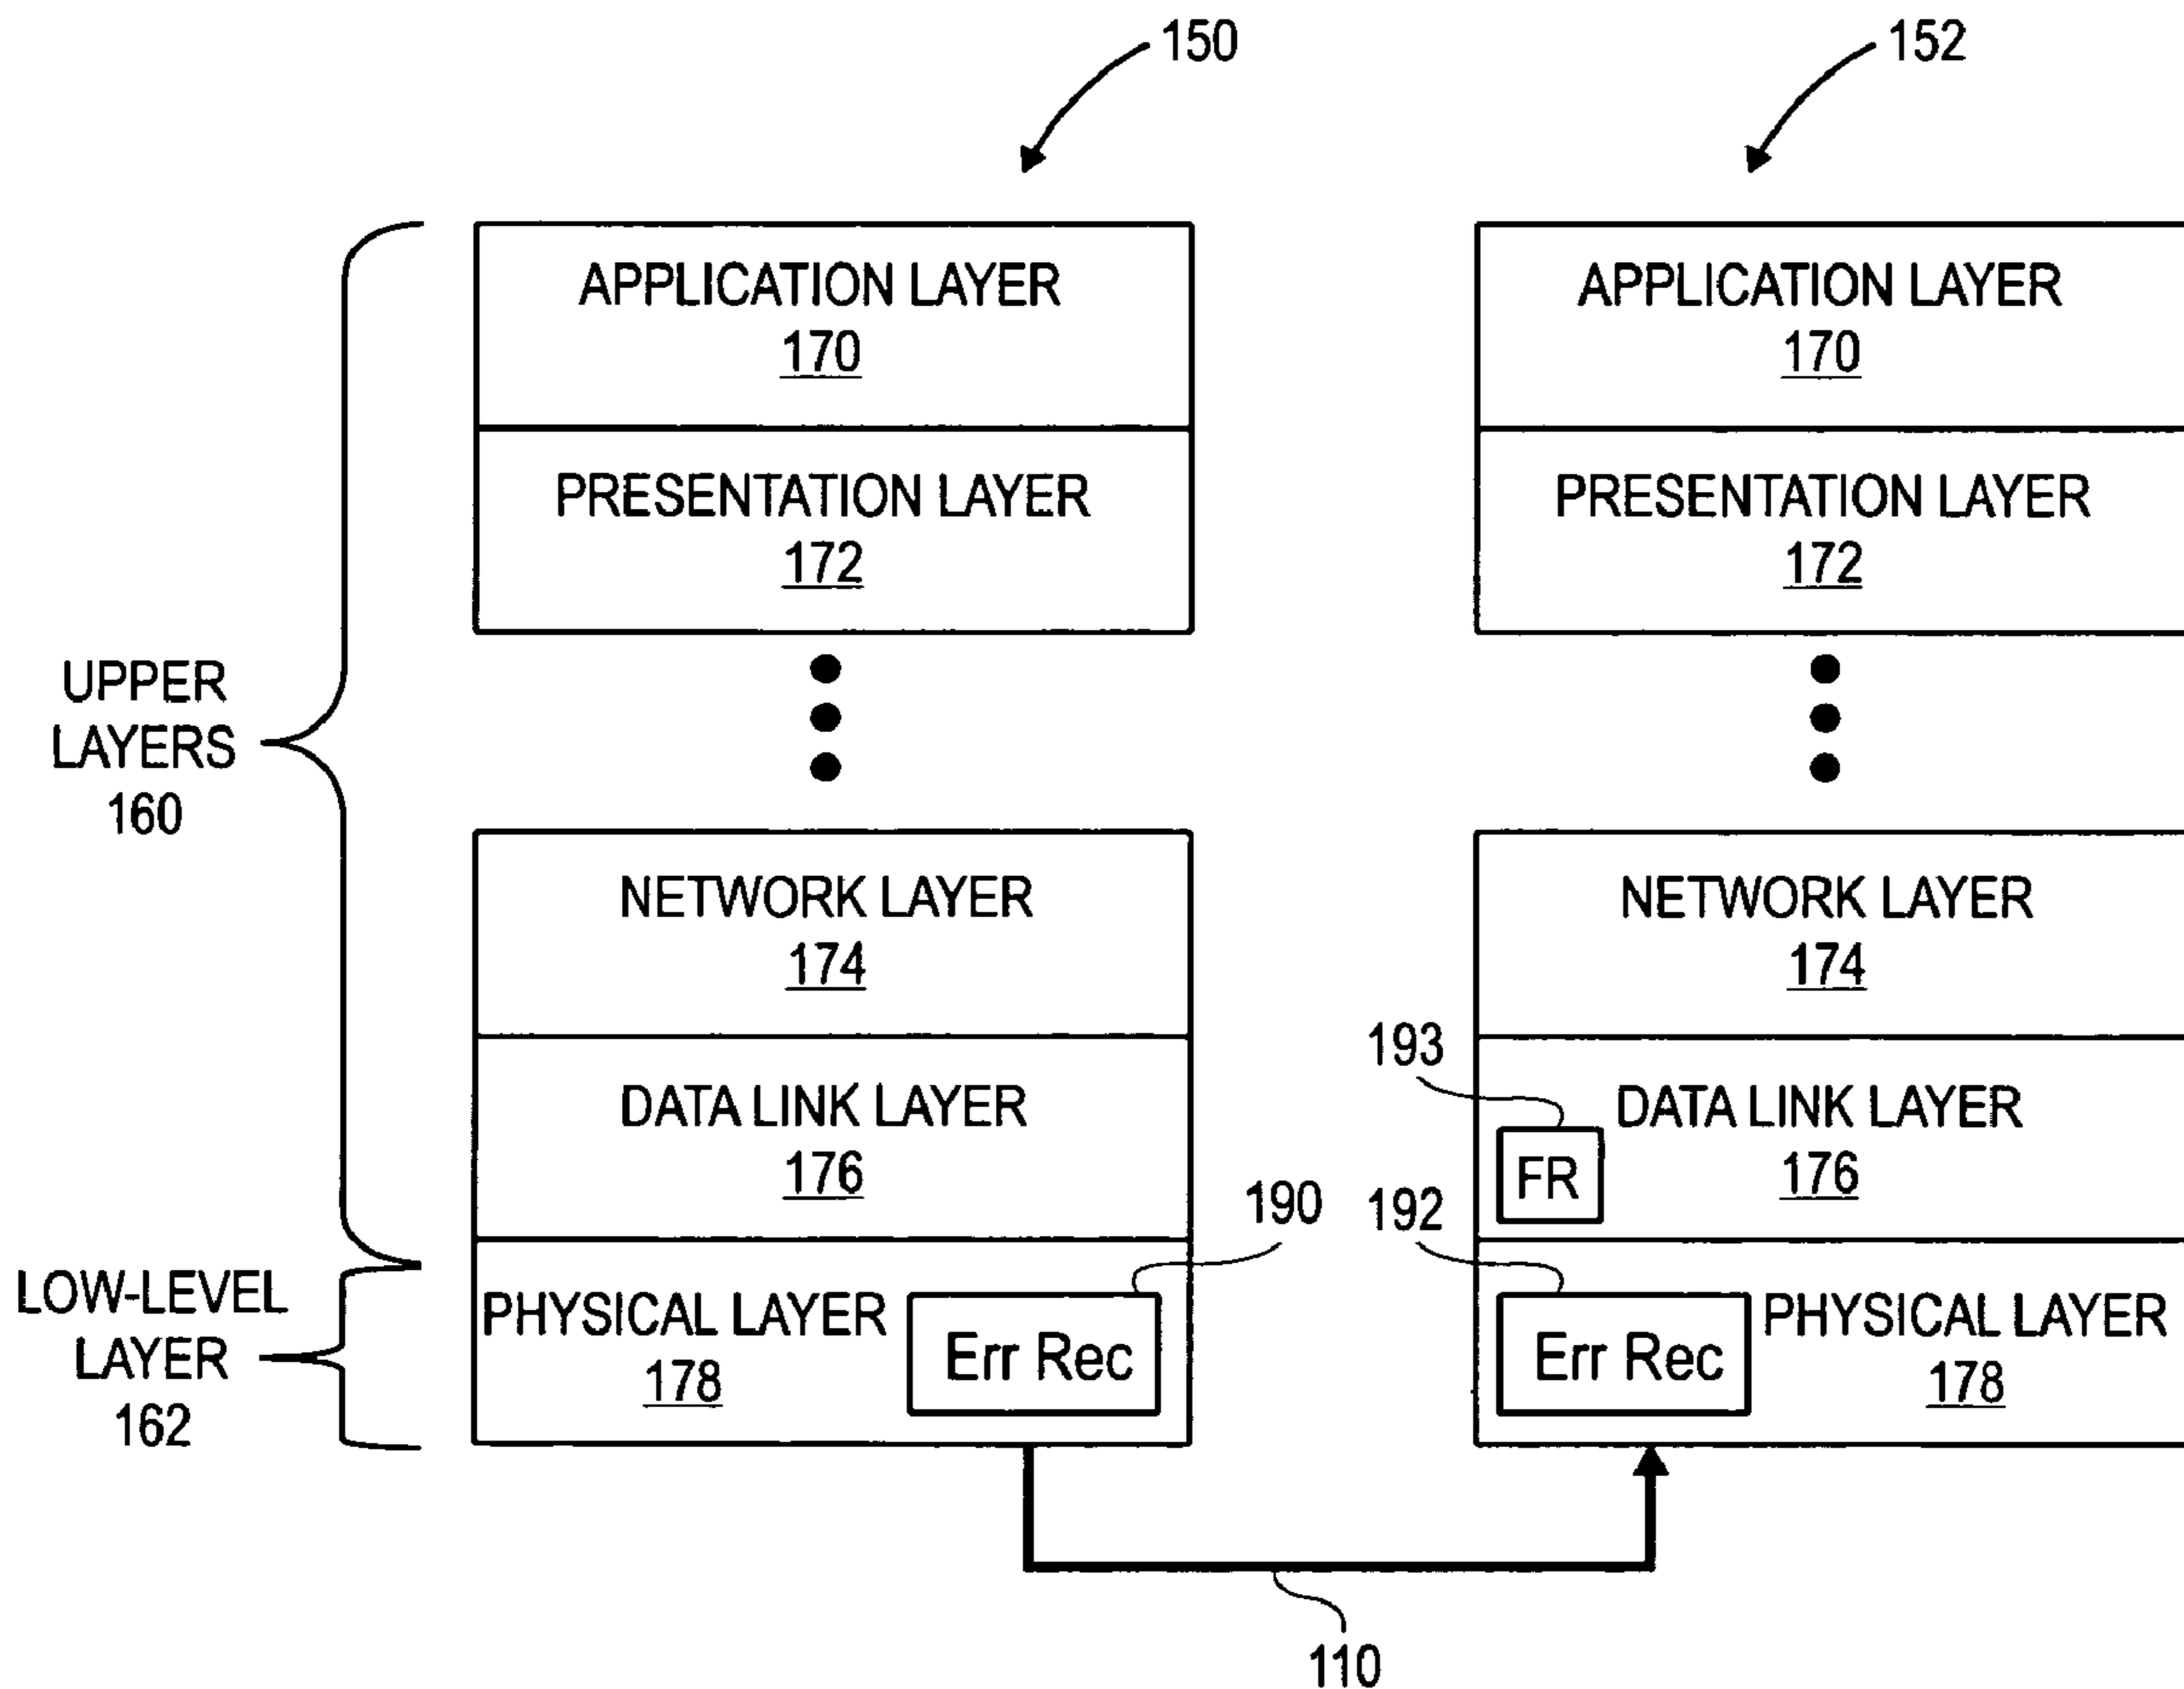 150
152
APPLICATION LAYER
170
APPLICATION LAYER
170
PRESENTATION LAYER
172
PRESENTATION LAYER
172
UPPER
LAYERS
160
NETWORK LAYER
174
NETWORK LAYER
174
193
DATA LINK LAYER
176
DATA LINK LAYER
FR
176
190
192
LOW-LEVEL
LAYER
162
PHYSICAL LAYER
178
Err Rec
Err Rec
PHYSICAL LAYER
178
110